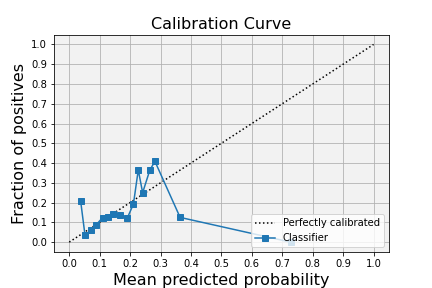 Calibration Curve
Fraction of positives
1.0
0.9
0.8
0.7
0.6
0.5
0.4
0.3
0.2
0.1
0.0
Perfectly calibrated
Classifier
0.0 0.1 0.2 0.3 0.4 0.5 0.6 0.7 0.8 0.9 1.0
Mean predicted probability